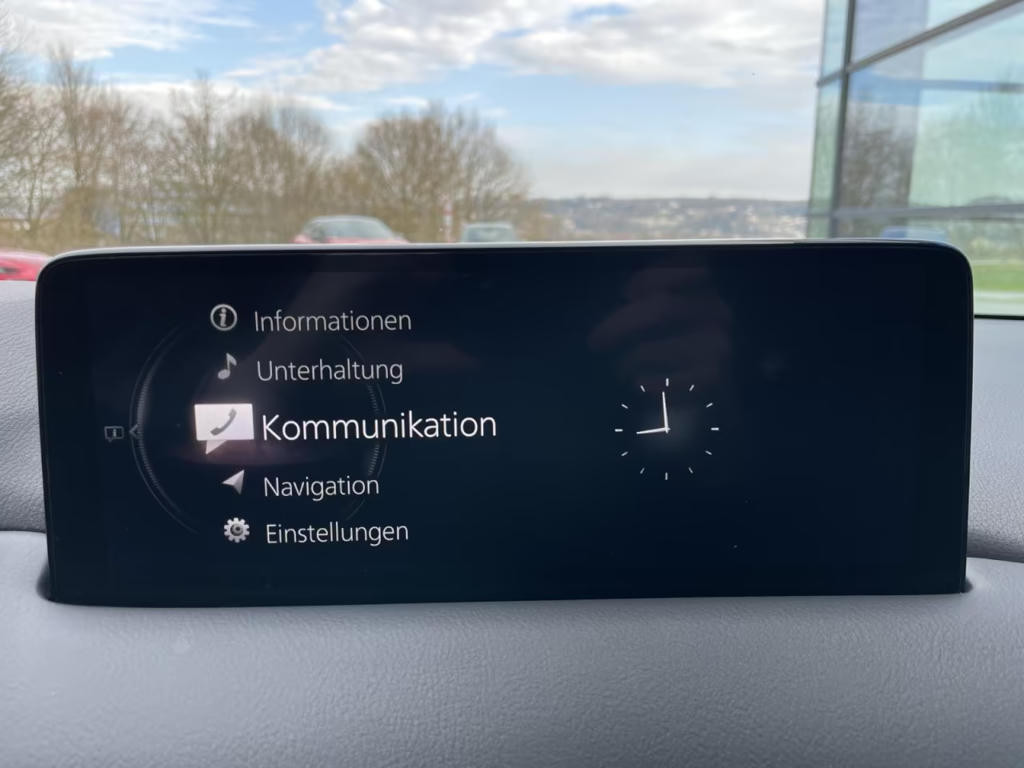 Informationen
Unterhaltung
Kommunikation
Navigation
Einstellungen